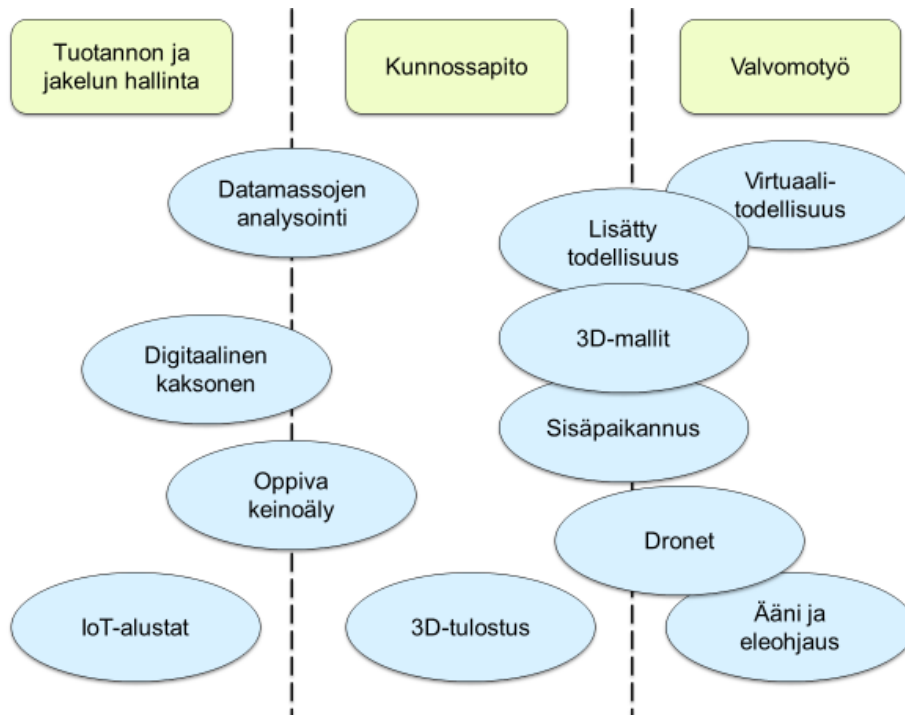 Tuotannon ja
jakelun hallinta
Kunnossapito
Valvomotyö
Datamassojen
analysointi
Virtuaali-
todellisuus
Lisätty
todellisuus
3D-mallit
Digitaalinen
kaksonen
Sisäpaikannus
Oppiva
keinoäly
Dronet
IoT-alustat
3D-tulostus
Ääni ja
eleohjaus